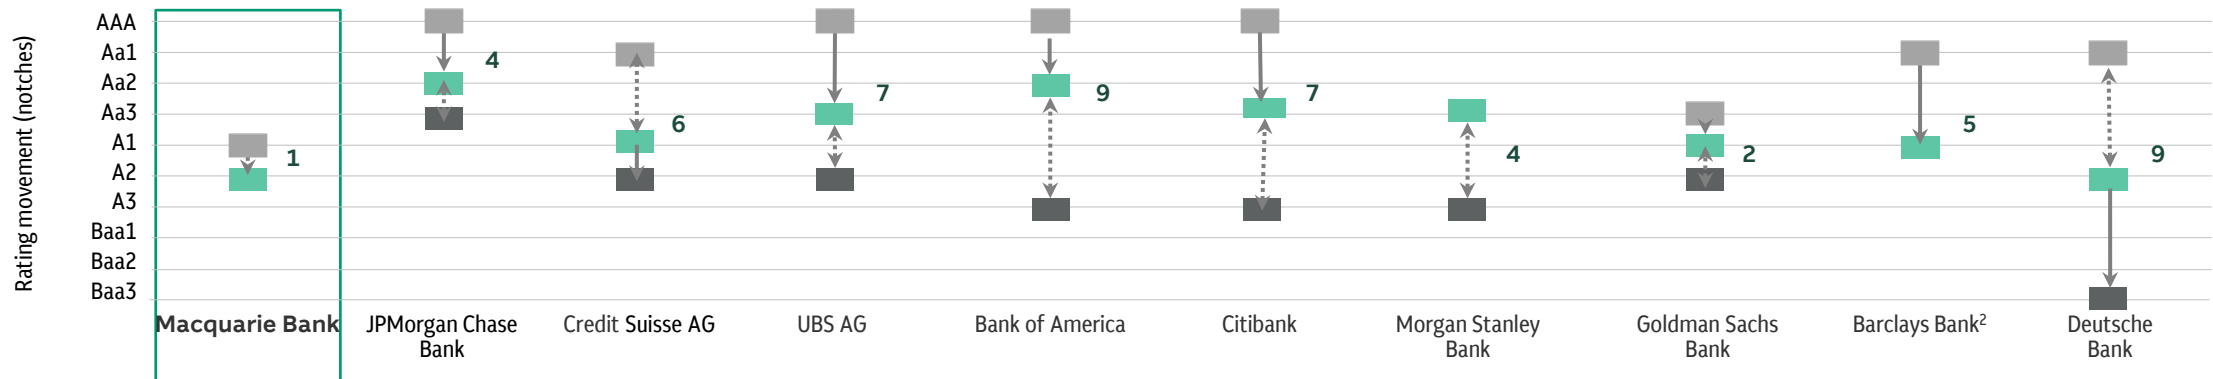 Rating movement (notches)
AAA
Aa1
Aa2
Aa3
A1
A2
A3
Baa1
Baa2
Baa3
1
4
6
7
9
7
4
2
5
9
Macquarie Bank
JPMorgan Chase
Bank
Credit Suisse AG
UBS AG
Bank of America
Citibank
Morgan Stanley
Bank
Goldman Sachs
Bank
Barclays Bank²
Deutsche
Bank